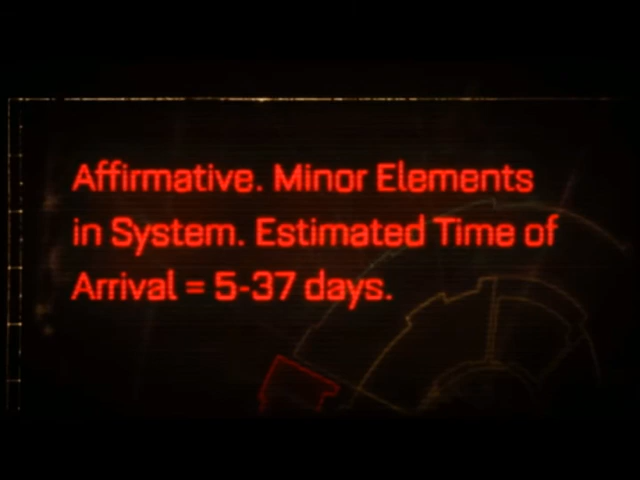 Affirmative. Minor Elements
in System. Estimated Time of
Arrival = 5-37 days.